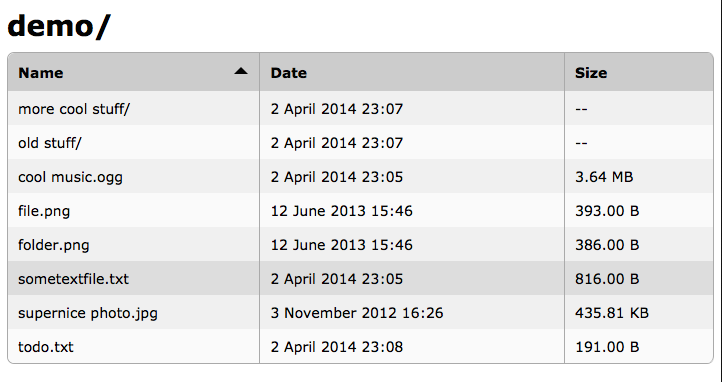 demo/
Name Date Size
more cool stuff/ 2 April 2014 23:07 --
old stuff/ 2 April 2014 23:07 --
cool music.ogg 2 April 2014 23:05 3.64 MB
file.png 12 June 2013 15:46 393.00 B
folder.png 12 June 2013 15:46 386.00 B
sometextfile.txt 2 April 2014 23:05 816.00 B
supernice photo.jpg 3 November 2012 16:26 435.81 KB
todo.txt 2 April 2014 23:08 191.00 B